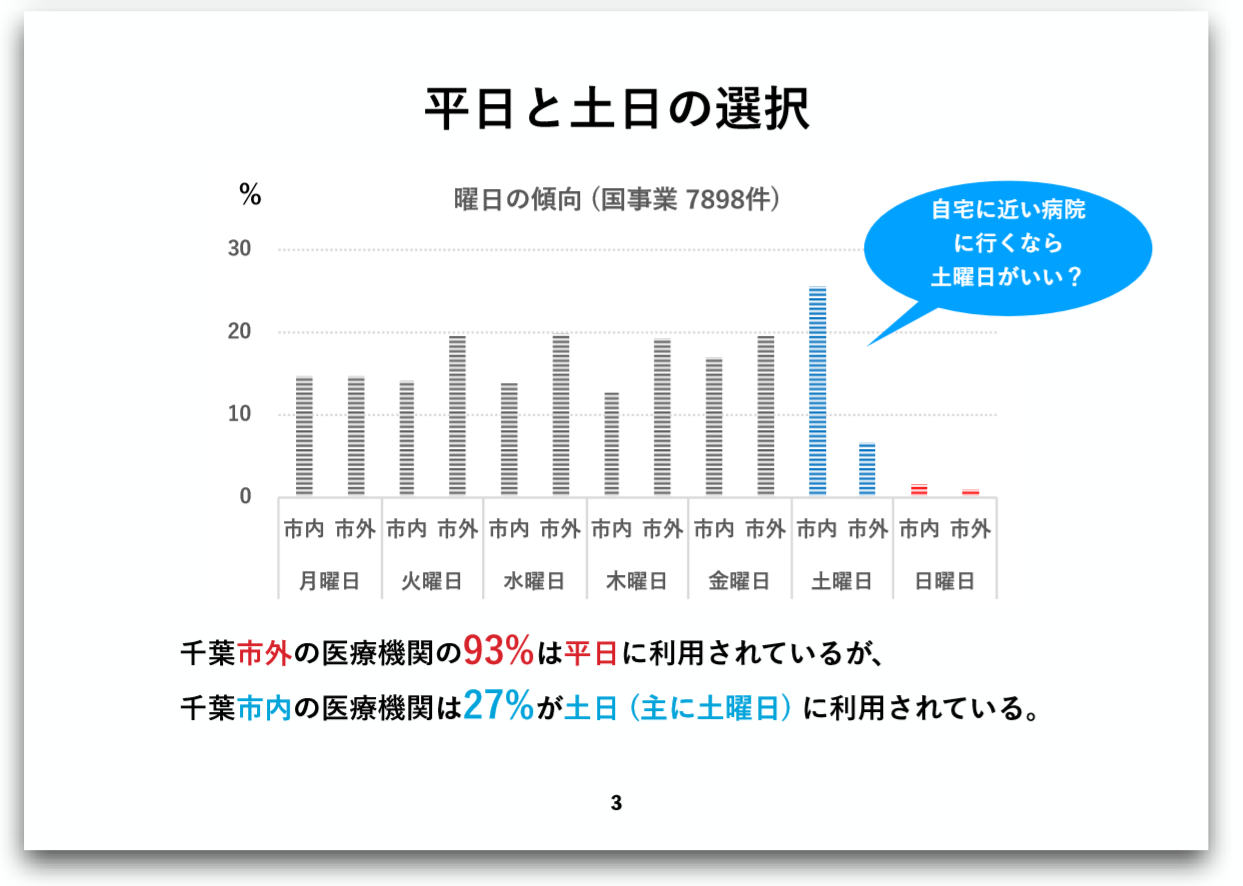 平日と土日の選択
%
曜日の傾向（国事業 7898件）
自宅に近い病院
に行くなら
土曜日がいい？
30
20
10
0
市内 市外 市内 市外 市内 市外 市内 市外 市内 市外 市内 市外 市内 市外
月曜日 火曜日 水曜日 木曜日 金曜日 土曜日 日曜日
千葉市外の医療機関の93%は平日に利用されているが、
千葉市内の医療機関は27%が土日（主に土曜日）に利用されている。
3